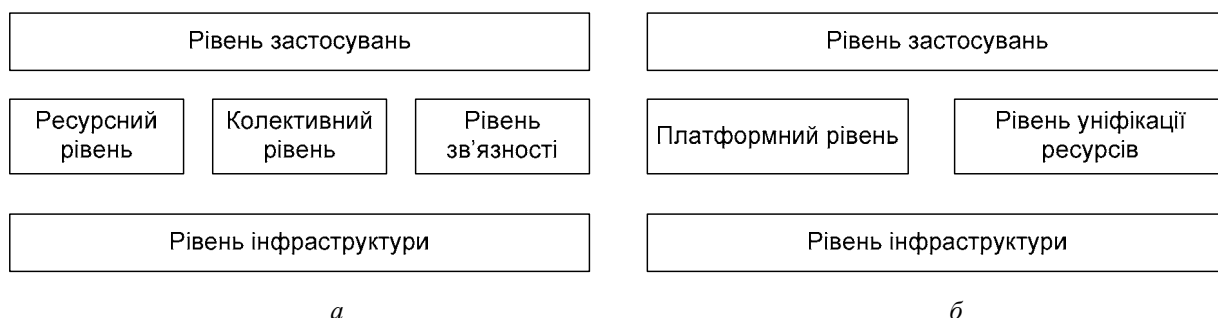 Рівень застосувань
Ресурсний
рівень
Колективний
рівень
Рівень
зв'язності
Рівень інфраструктури
а
Рівень застосувань
Платформний рівень
Рівень уніфікації
ресурсів
Рівень інфраструктури
б